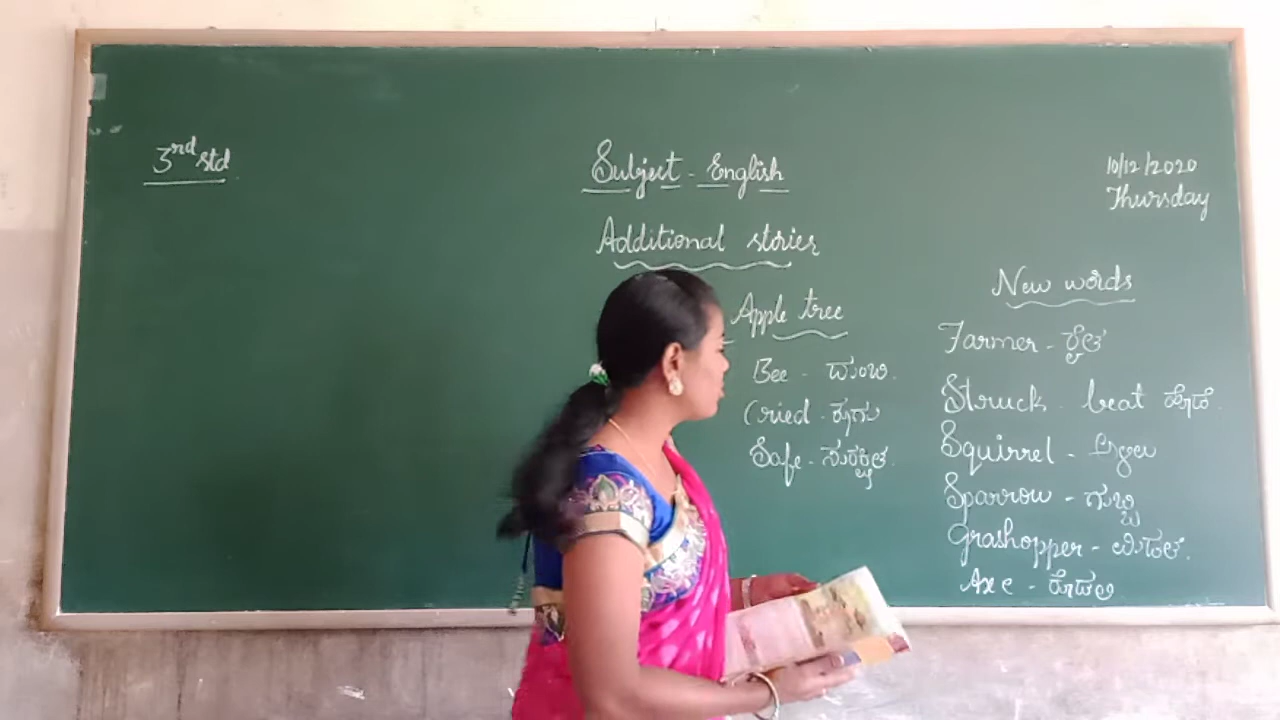 3rd std
Subject - English
10/12/2020
Thursday
Additional stories
Apple tree
Bee - ದುಂಬಿ.
Cried - ಕೂಗು
Safe - ಸುರಕ್ಷಿತ.
New words
Farmer - ರೈತ
Struck - beat ಹೊಡೆ.
Squirrel - ಅಳಿಲು
Sparrow - ಗುಬ್ಬಿ
Grashopper - ಮಿಡತೆ.
Axe - ಕೊಡಲಿ